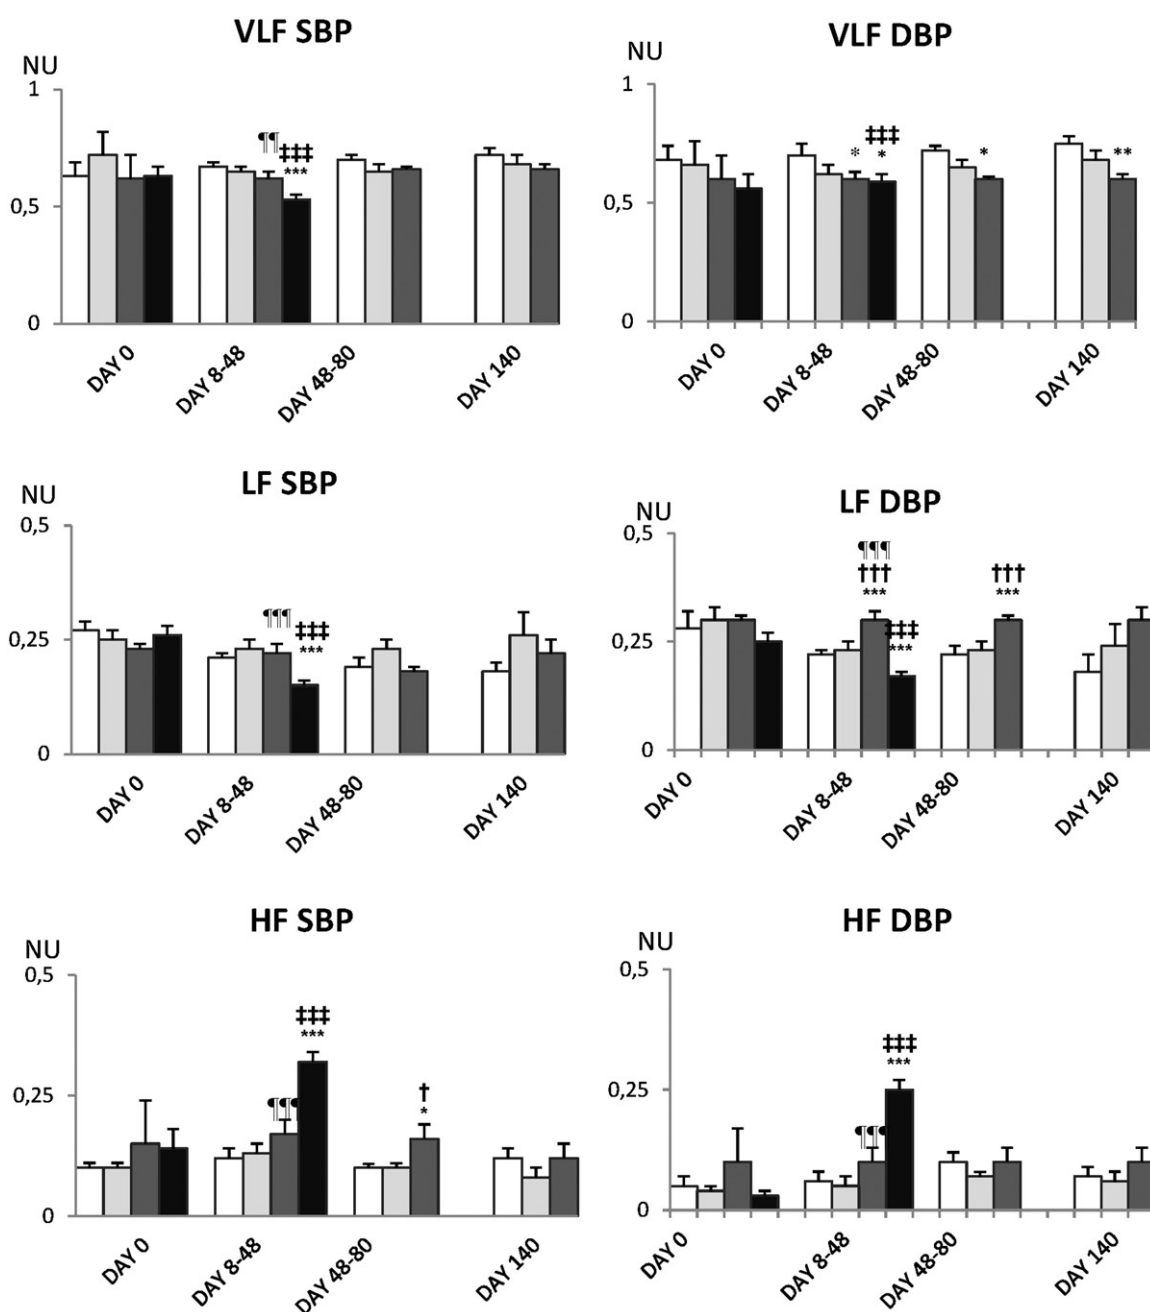 VLF SBP
NU
1
¶¶
‡‡‡
***
0,5
0
DAY 0
DAY 8-48
DAY 48-80
DAY 140
VLF DBP
NU
1
‡‡‡
*
*
*
**
0,5
0
DAY 0
DAY 8-48
DAY 48-80
DAY 140
LF SBP
NU
0,5
¶¶¶
‡‡‡
***
0,25
0
DAY 0
DAY 8-48
DAY 48-80
DAY 140
LF DBP
NU
0,5
¶¶¶
†††
***
†††
***
‡‡‡
***
0,25
0
DAY 0
DAY 8-48
DAY 48-80
DAY 140
HF SBP
NU
0,5
‡‡‡
***
¶¶¶
†
*
0,25
0
DAY 0
DAY 8-48
DAY 48-80
DAY 140
HF DBP
NU
0,5
‡‡‡
***
¶¶¶
0,25
0
DAY 0
DAY 8-48
DAY 48-80
DAY 140